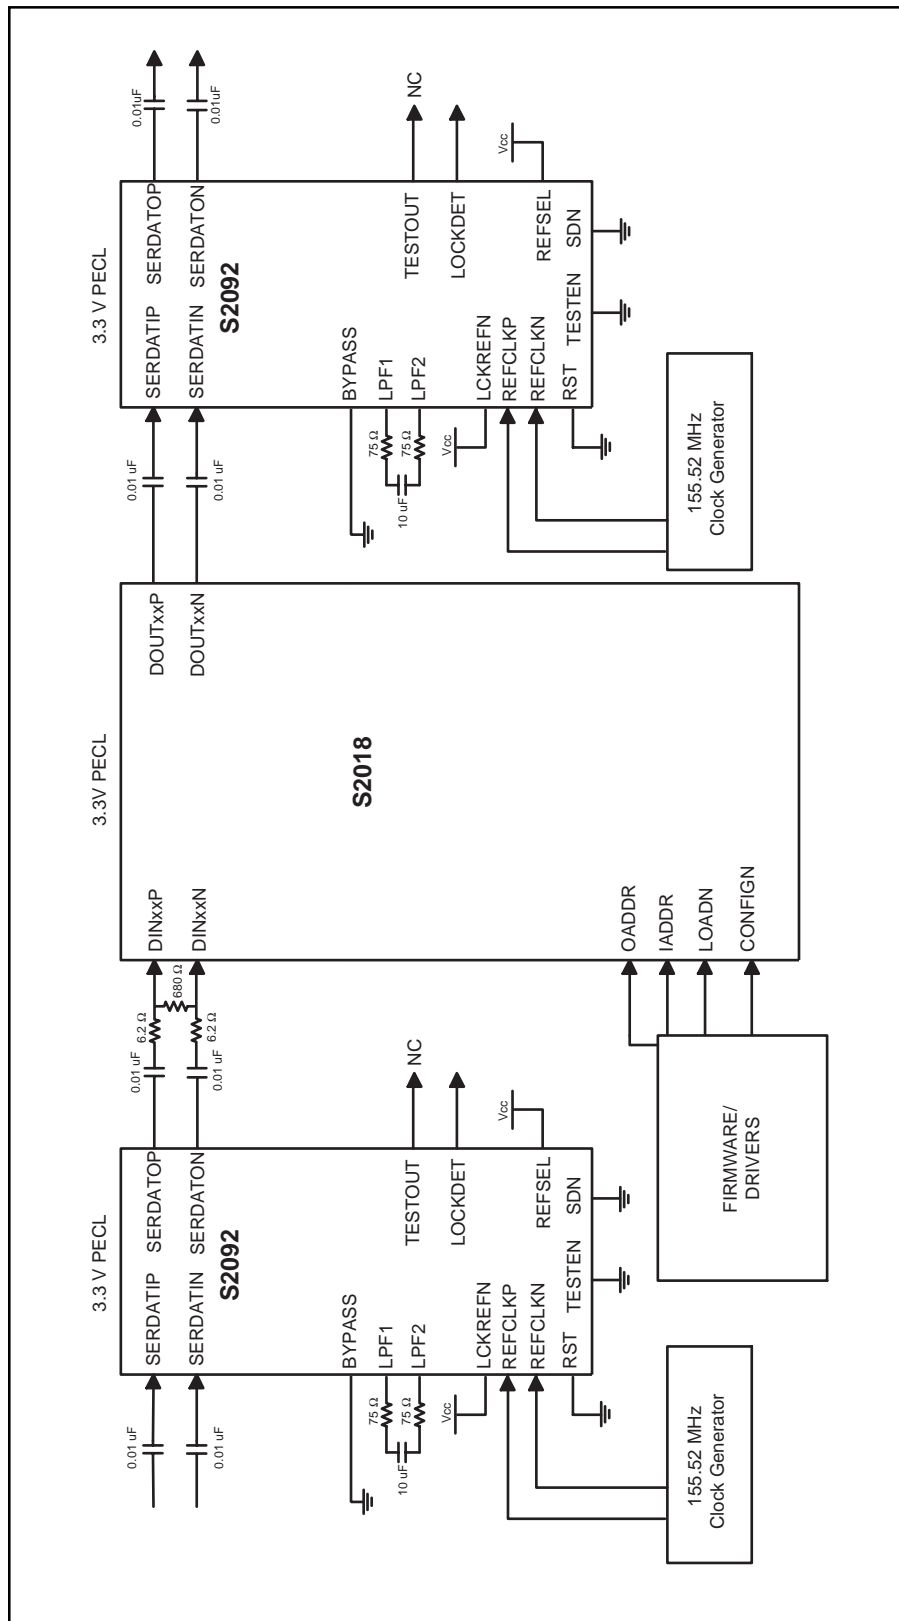 3.3 V PECL
SERDATIP
SERDATOP
SERDATIN
SERDATON
S2092
0.01 uF
0.01 uF
BYPASS
LPF1
LPF2
75 Ω
75 Ω
10 uF
Vcc
LCKREFN
REFCLKP
REFCLKN
RST
TESTEN
SDN
REFSEL
LOCKDET
TESTOUT
NC
Vcc
155.52 MHz
Clock Generator
0.01 uF
0.01 uF
6.2 Ω
6.2 Ω
680 Ω
3.3V PECL
DINxxP
DINxxN
DOUTxxP
DOUTxxN
S2018
OADDR
IADDR
LOADN
CONFIGN
FIRMWARE/
DRIVERS
0.01 uF
0.01 uF
3.3 V PECL
SERDATIP
SERDATOP
SERDATIN
SERDATON
S2092
0.01uF
0.01uF
BYPASS
LPF1
LPF2
75 Ω
75 Ω
10 uF
Vcc
LCKREFN
REFCLKP
REFCLKN
RST
TESTEN
SDN
REFSEL
LOCKDET
TESTOUT
NC
Vcc
155.52 MHz
Clock Generator